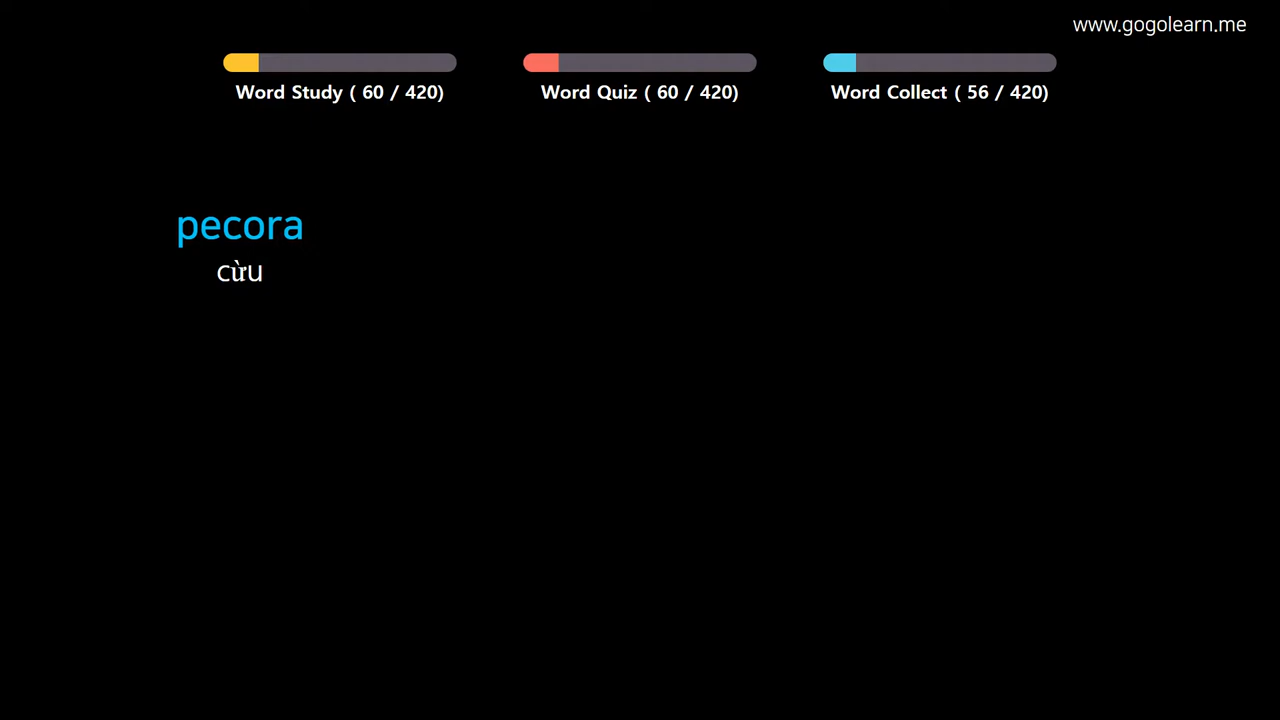 www.gogolearn.me
Word Study ( 60 / 420)
Word Quiz ( 60 / 420)
Word Collect ( 56 / 420)
pecora
cừu